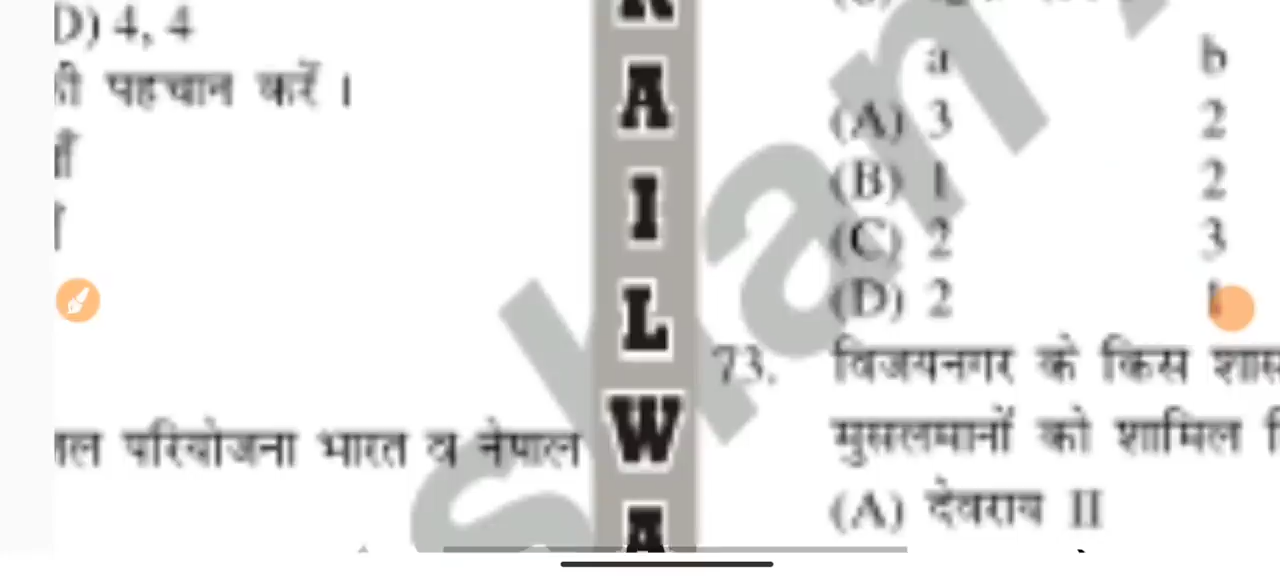 D) 4, 4
की पहचान करें ।
परियोजना भारत व नेपाल
R
A
I
L
W
A
a b
(A) 3 2
(B) 1 2
(C) 2 3
(D) 2 1
73. विजयनगर के किस
मुसलमानों को शामिल
(A) देवराय II